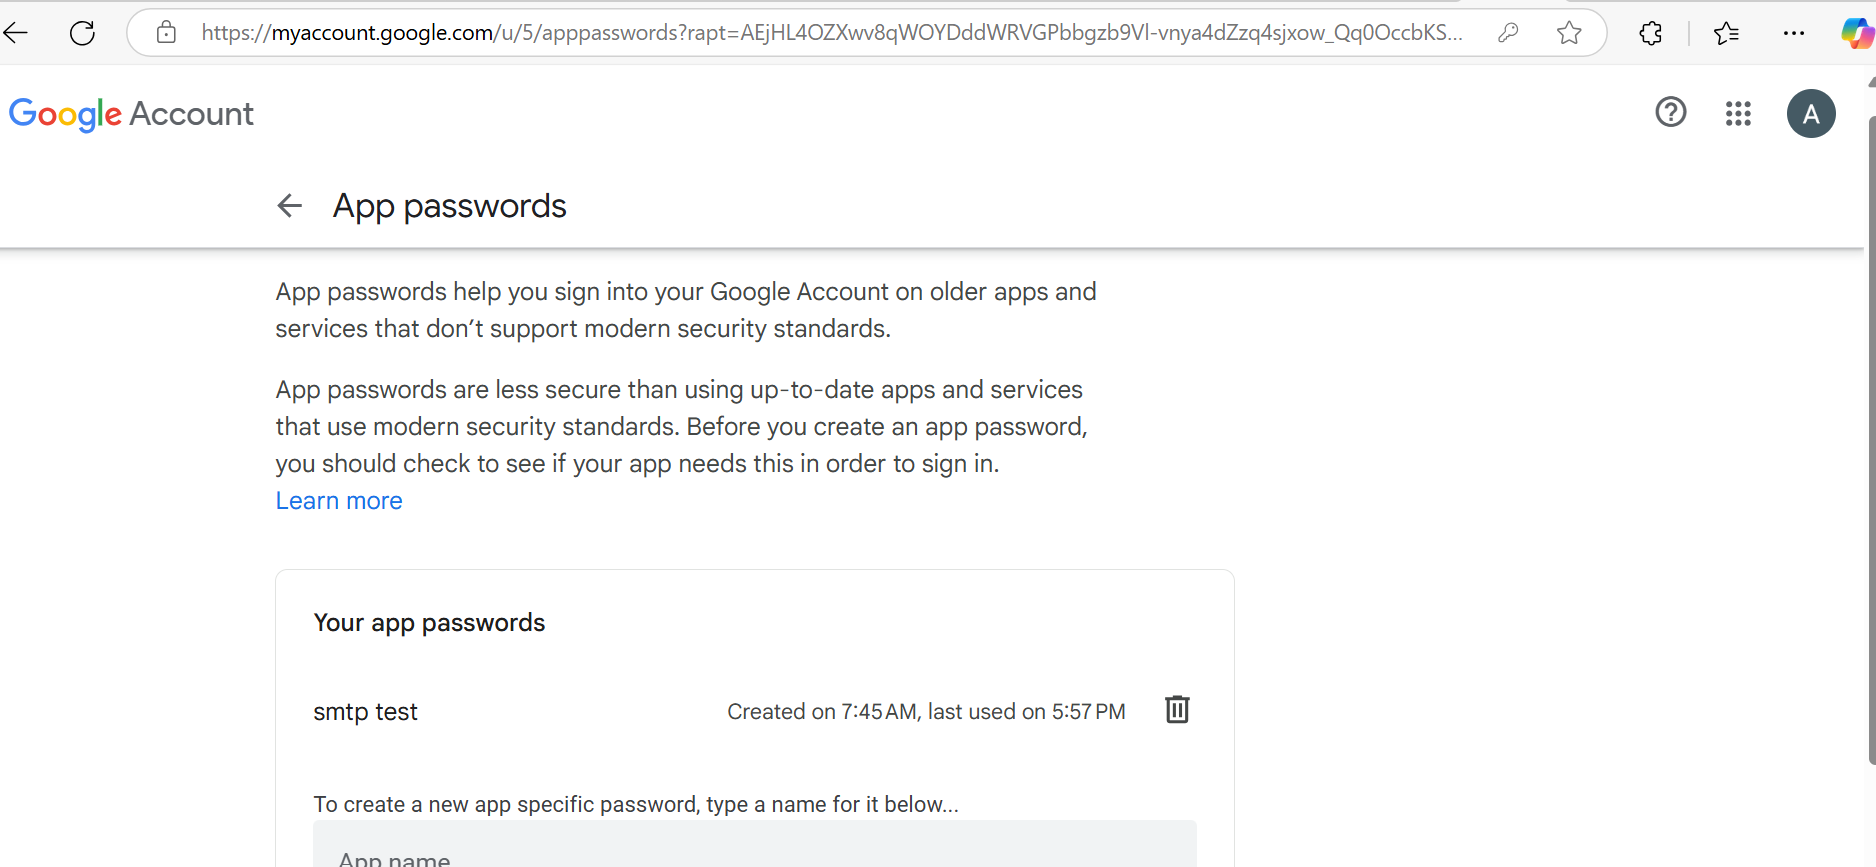 https://myaccount.google.com/u/5/apppasswords?rapt=AEjHL4OZXwv8qWOYDddWRVGPbbgzb9Vl-vnya4dZzq4sjxow_Qq0OccbKS...
Google Account
A
App passwords
App passwords help you sign into your Google Account on older apps and
services that don’t support modern security standards.
App passwords are less secure than using up-to-date apps and services
that use modern security standards. Before you create an app password,
you should check to see if your app needs this in order to sign in.
Learn more
Your app passwords
smtp test
Created on 7:45 AM, last used on 5:57 PM
To create a new app specific password, type a name for it below...
App name